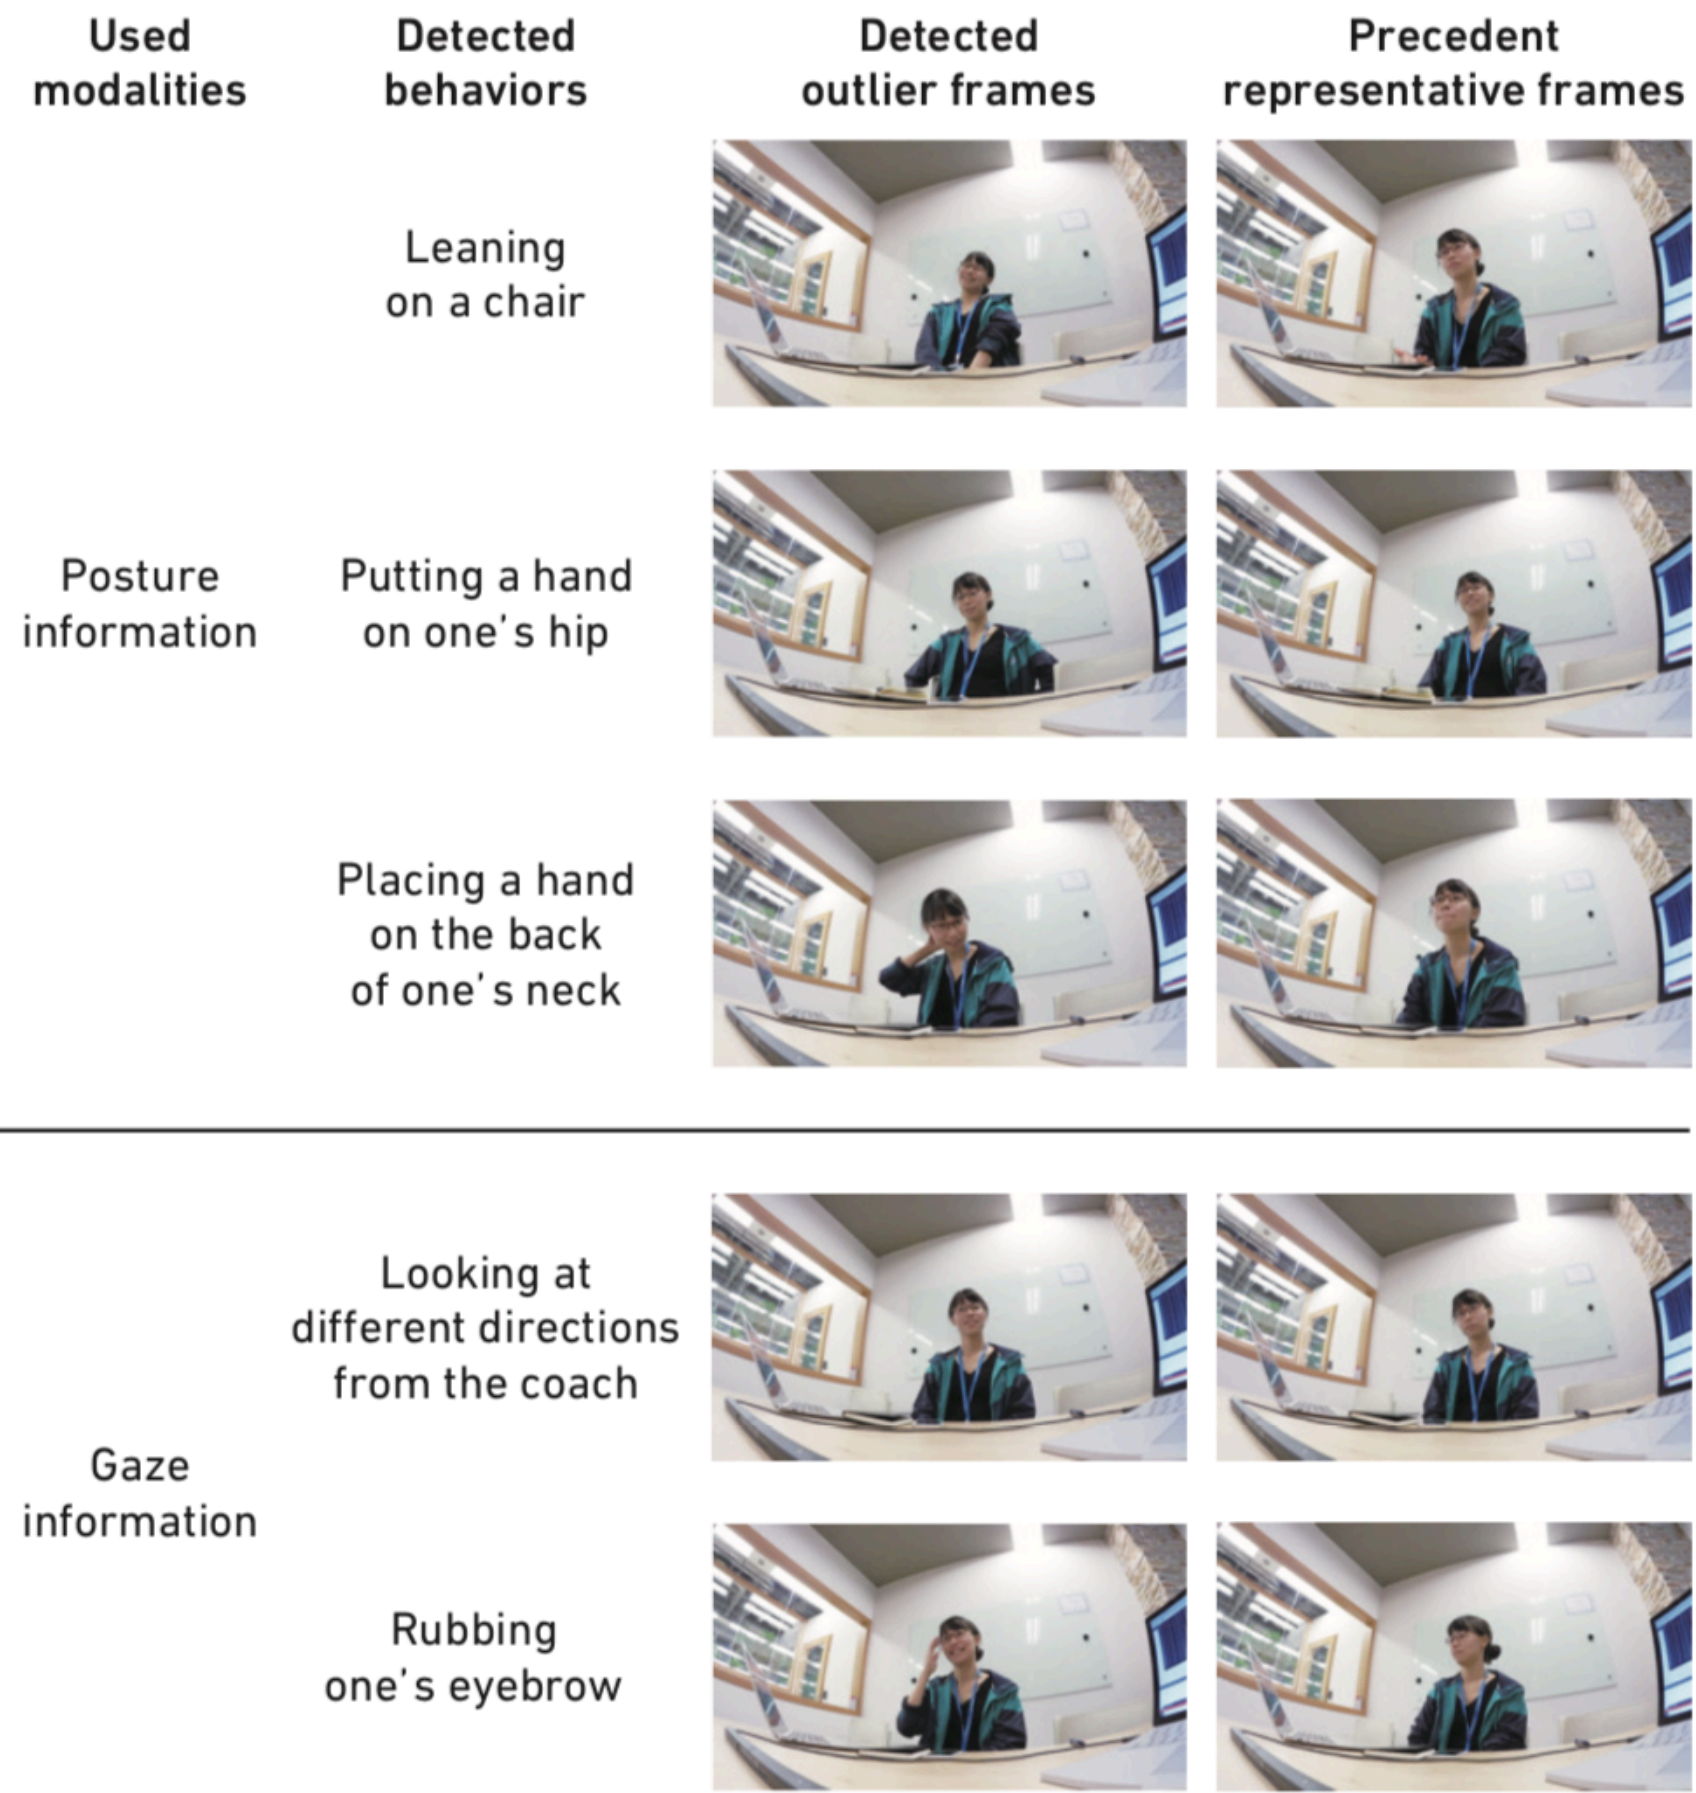 Used
modalities
Detected
behaviors
Detected
outlier frames
Precedent
representative frames
Leaning
on a chair
Posture
information
Putting a hand
on one's hip
Placing a hand
on the back
of one's neck
Looking at
different directions
from the coach
Gaze
information
Rubbing
one's eyebrow